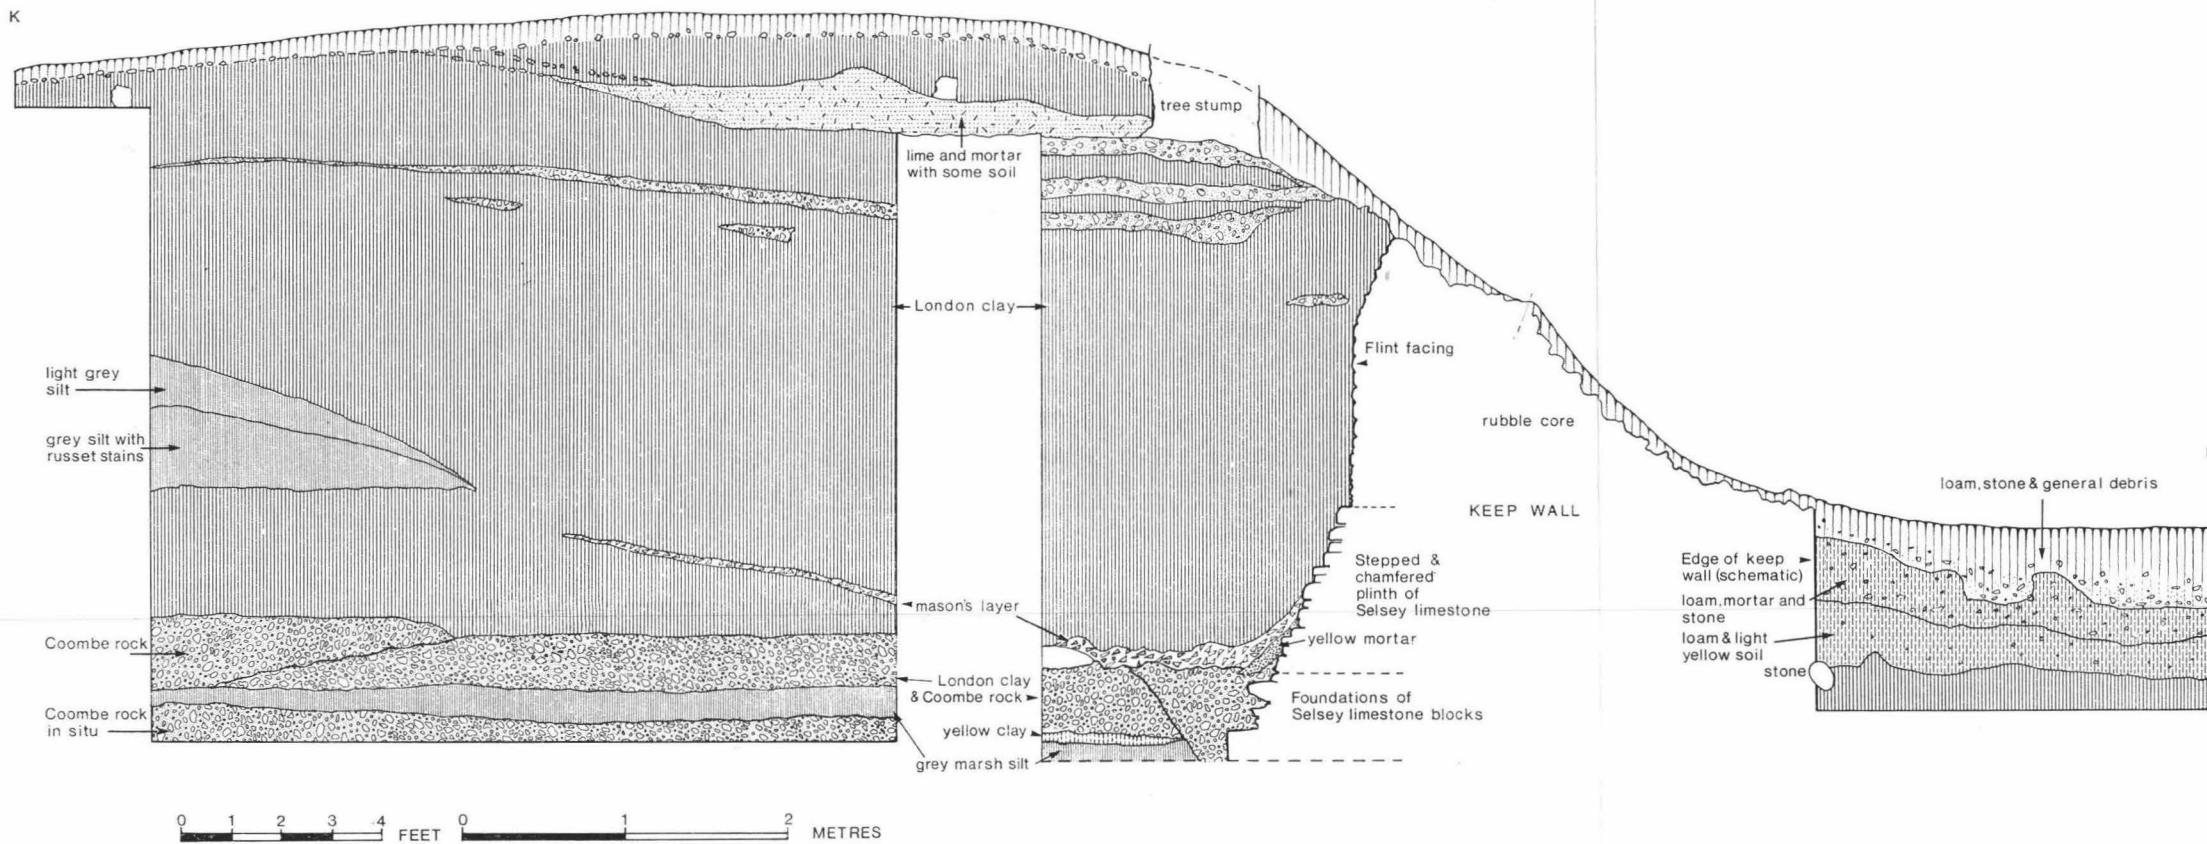 K
tree stump
lime and mortar
with some soil
London clay
Flint facing
light grey
silt
rubble core
grey silt with
russet stains
loam, stone & general debris
KEEP WALL
Edge of keep
wall (schematic)
Stepped &
chamfered
plinth of
Selsey limestone
loam, mortar and
stone
mason's layer
yellow mortar
loam & light
yellow soil
Coombe rock
stone
London clay
& Coombe rock
Foundations of
Selsey limestone blocks
Coombe rock
in situ
yellow clay
grey marsh silt
0 1 2 3 4 FEET
0 1 2 METRES